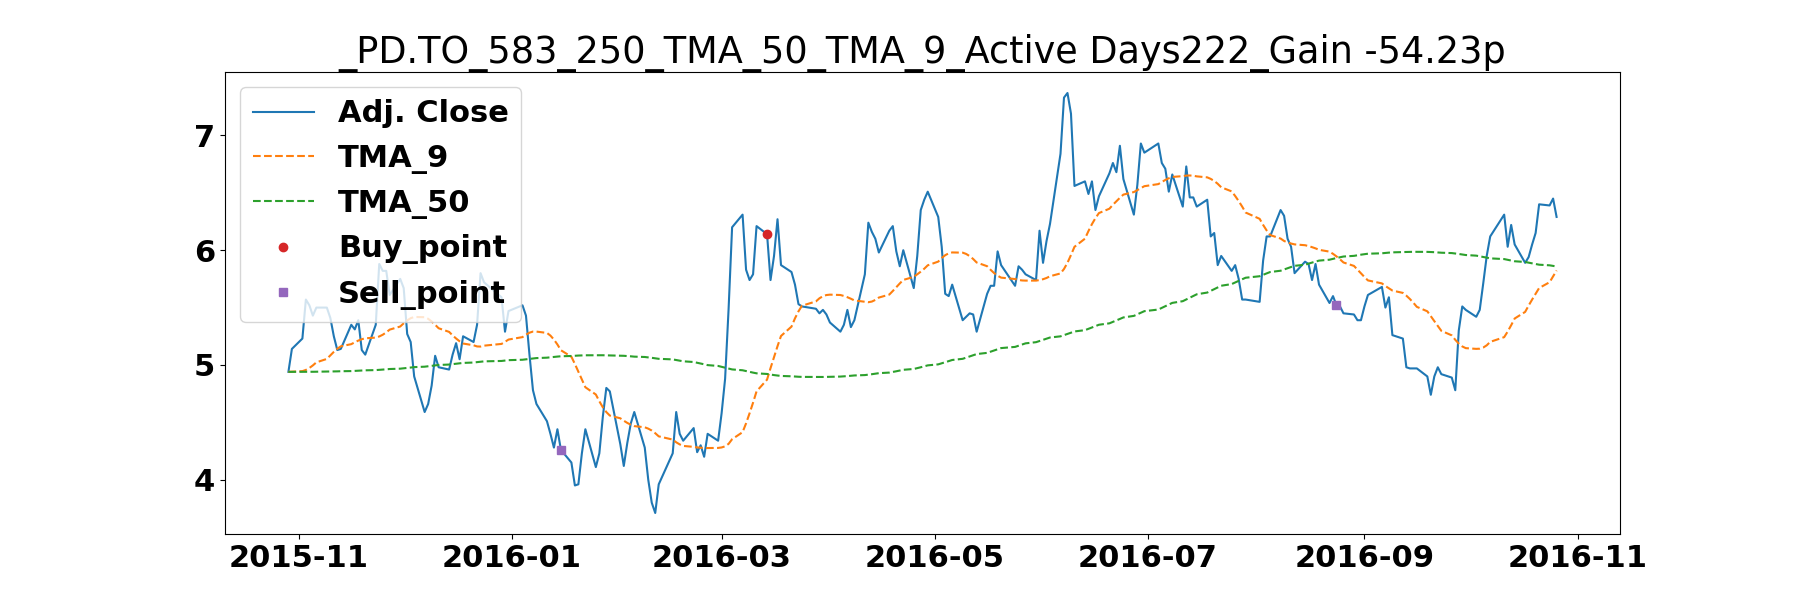 _PD.TO_583_250_TMA_50_TMA_9_Active Days222_Gain -54.23p
Adj. Close
TMA_9
TMA_50
Buy_point
Sell_point
7
6
5
4
2015-11 2016-01 2016-03 2016-05 2016-07 2016-09 2016-11